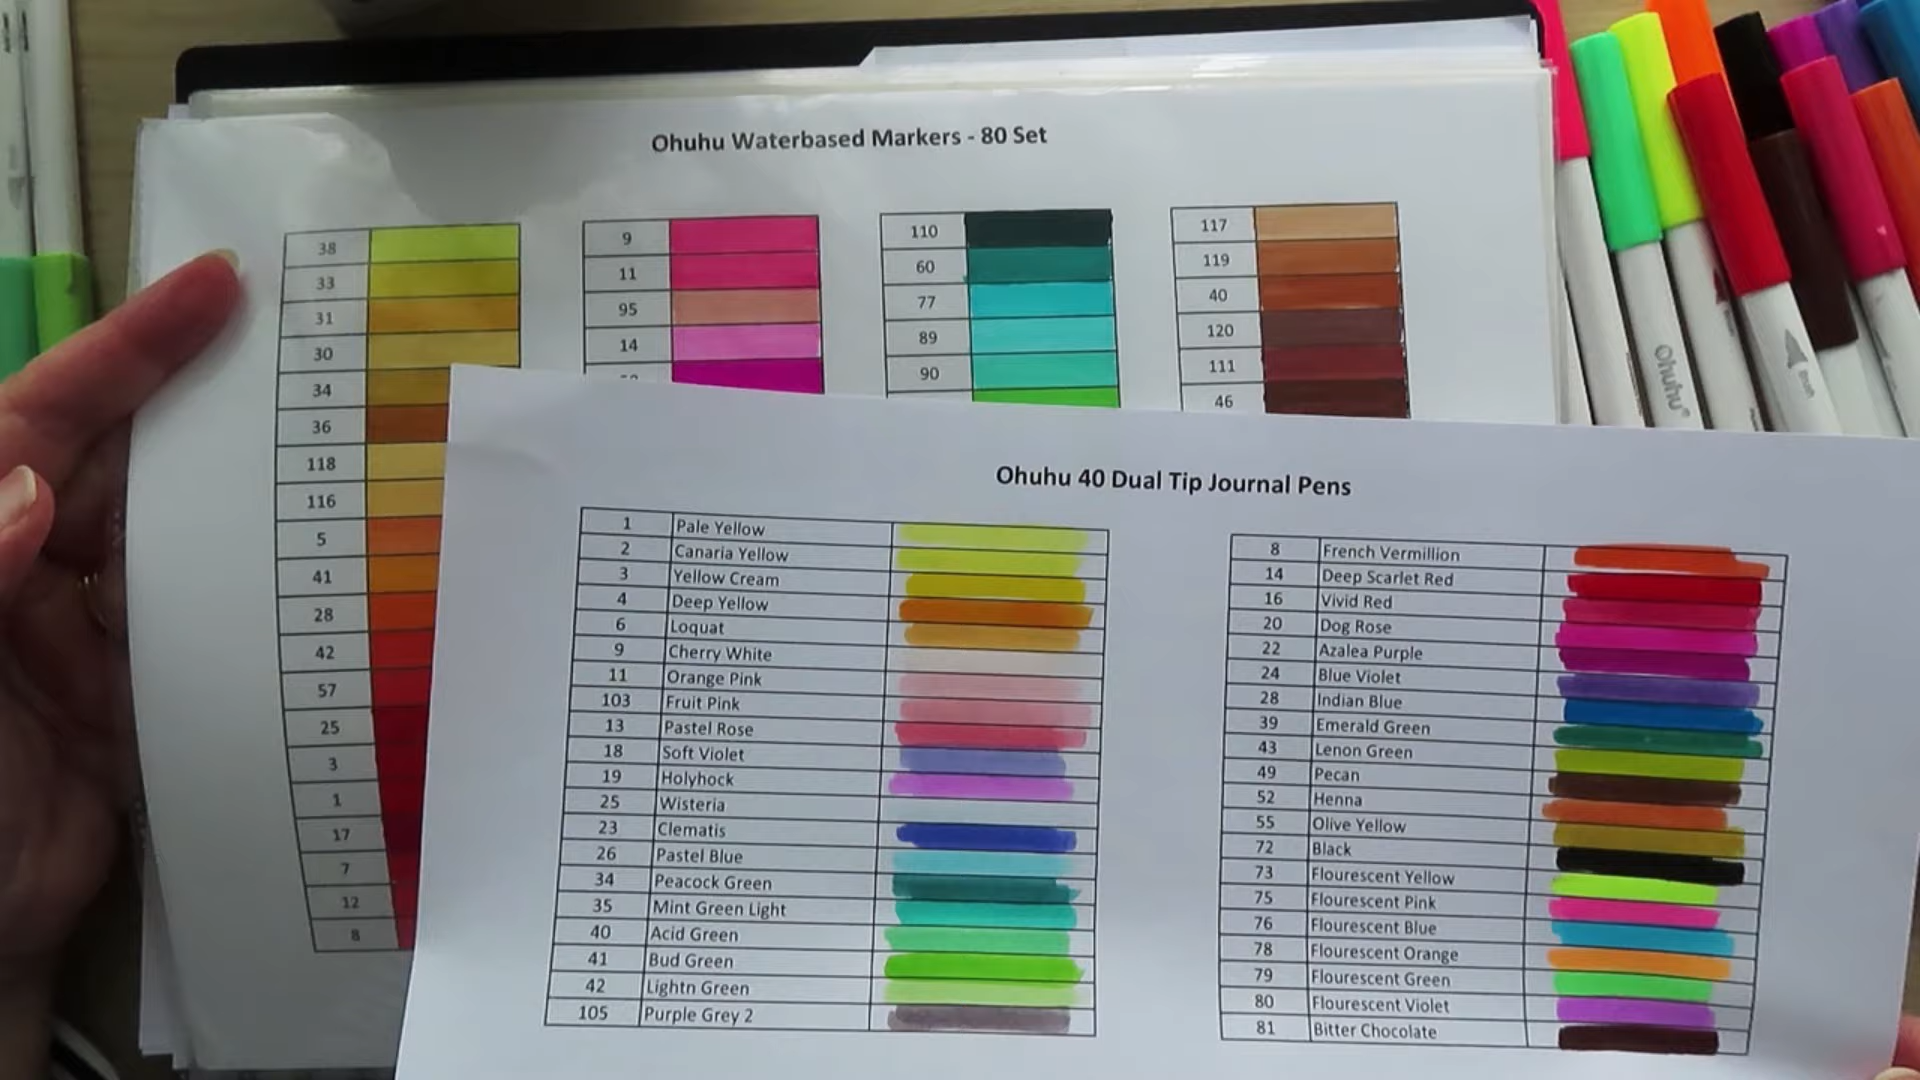 Ohuhu Waterbased Markers - 80 Set
38
33
31
30
34
36
118
116
5
41
28
42
57
25
3
1
17
7
12
8
9
11
95
14
110
60
77
89
90
117
119
40
120
111
46
Ohuhu®
Brush
Ohuhu 40 Dual Tip Journal Pens
1 Pale Yellow
2 Canaria Yellow
3 Yellow Cream
4 Deep Yellow
6 Loquat
9 Cherry White
11 Orange Pink
103 Fruit Pink
13 Pastel Rose
18 Soft Violet
19 Holyhock
25 Wisteria
23 Clematis
26 Pastel Blue
34 Peacock Green
35 Mint Green Light
40 Acid Green
41 Bud Green
42 Lightn Green
105 Purple Grey 2
8 French Vermillion
14 Deep Scarlet Red
16 Vivid Red
20 Dog Rose
22 Azalea Purple
24 Blue Violet
28 Indian Blue
39 Emerald Green
43 Lenon Green
49 Pecan
52 Henna
55 Olive Yellow
72 Black
73 Flourescent Yellow
75 Flourescent Pink
76 Flourescent Blue
78 Flourescent Orange
79 Flourescent Green
80 Flourescent Violet
81 Bitter Chocolate